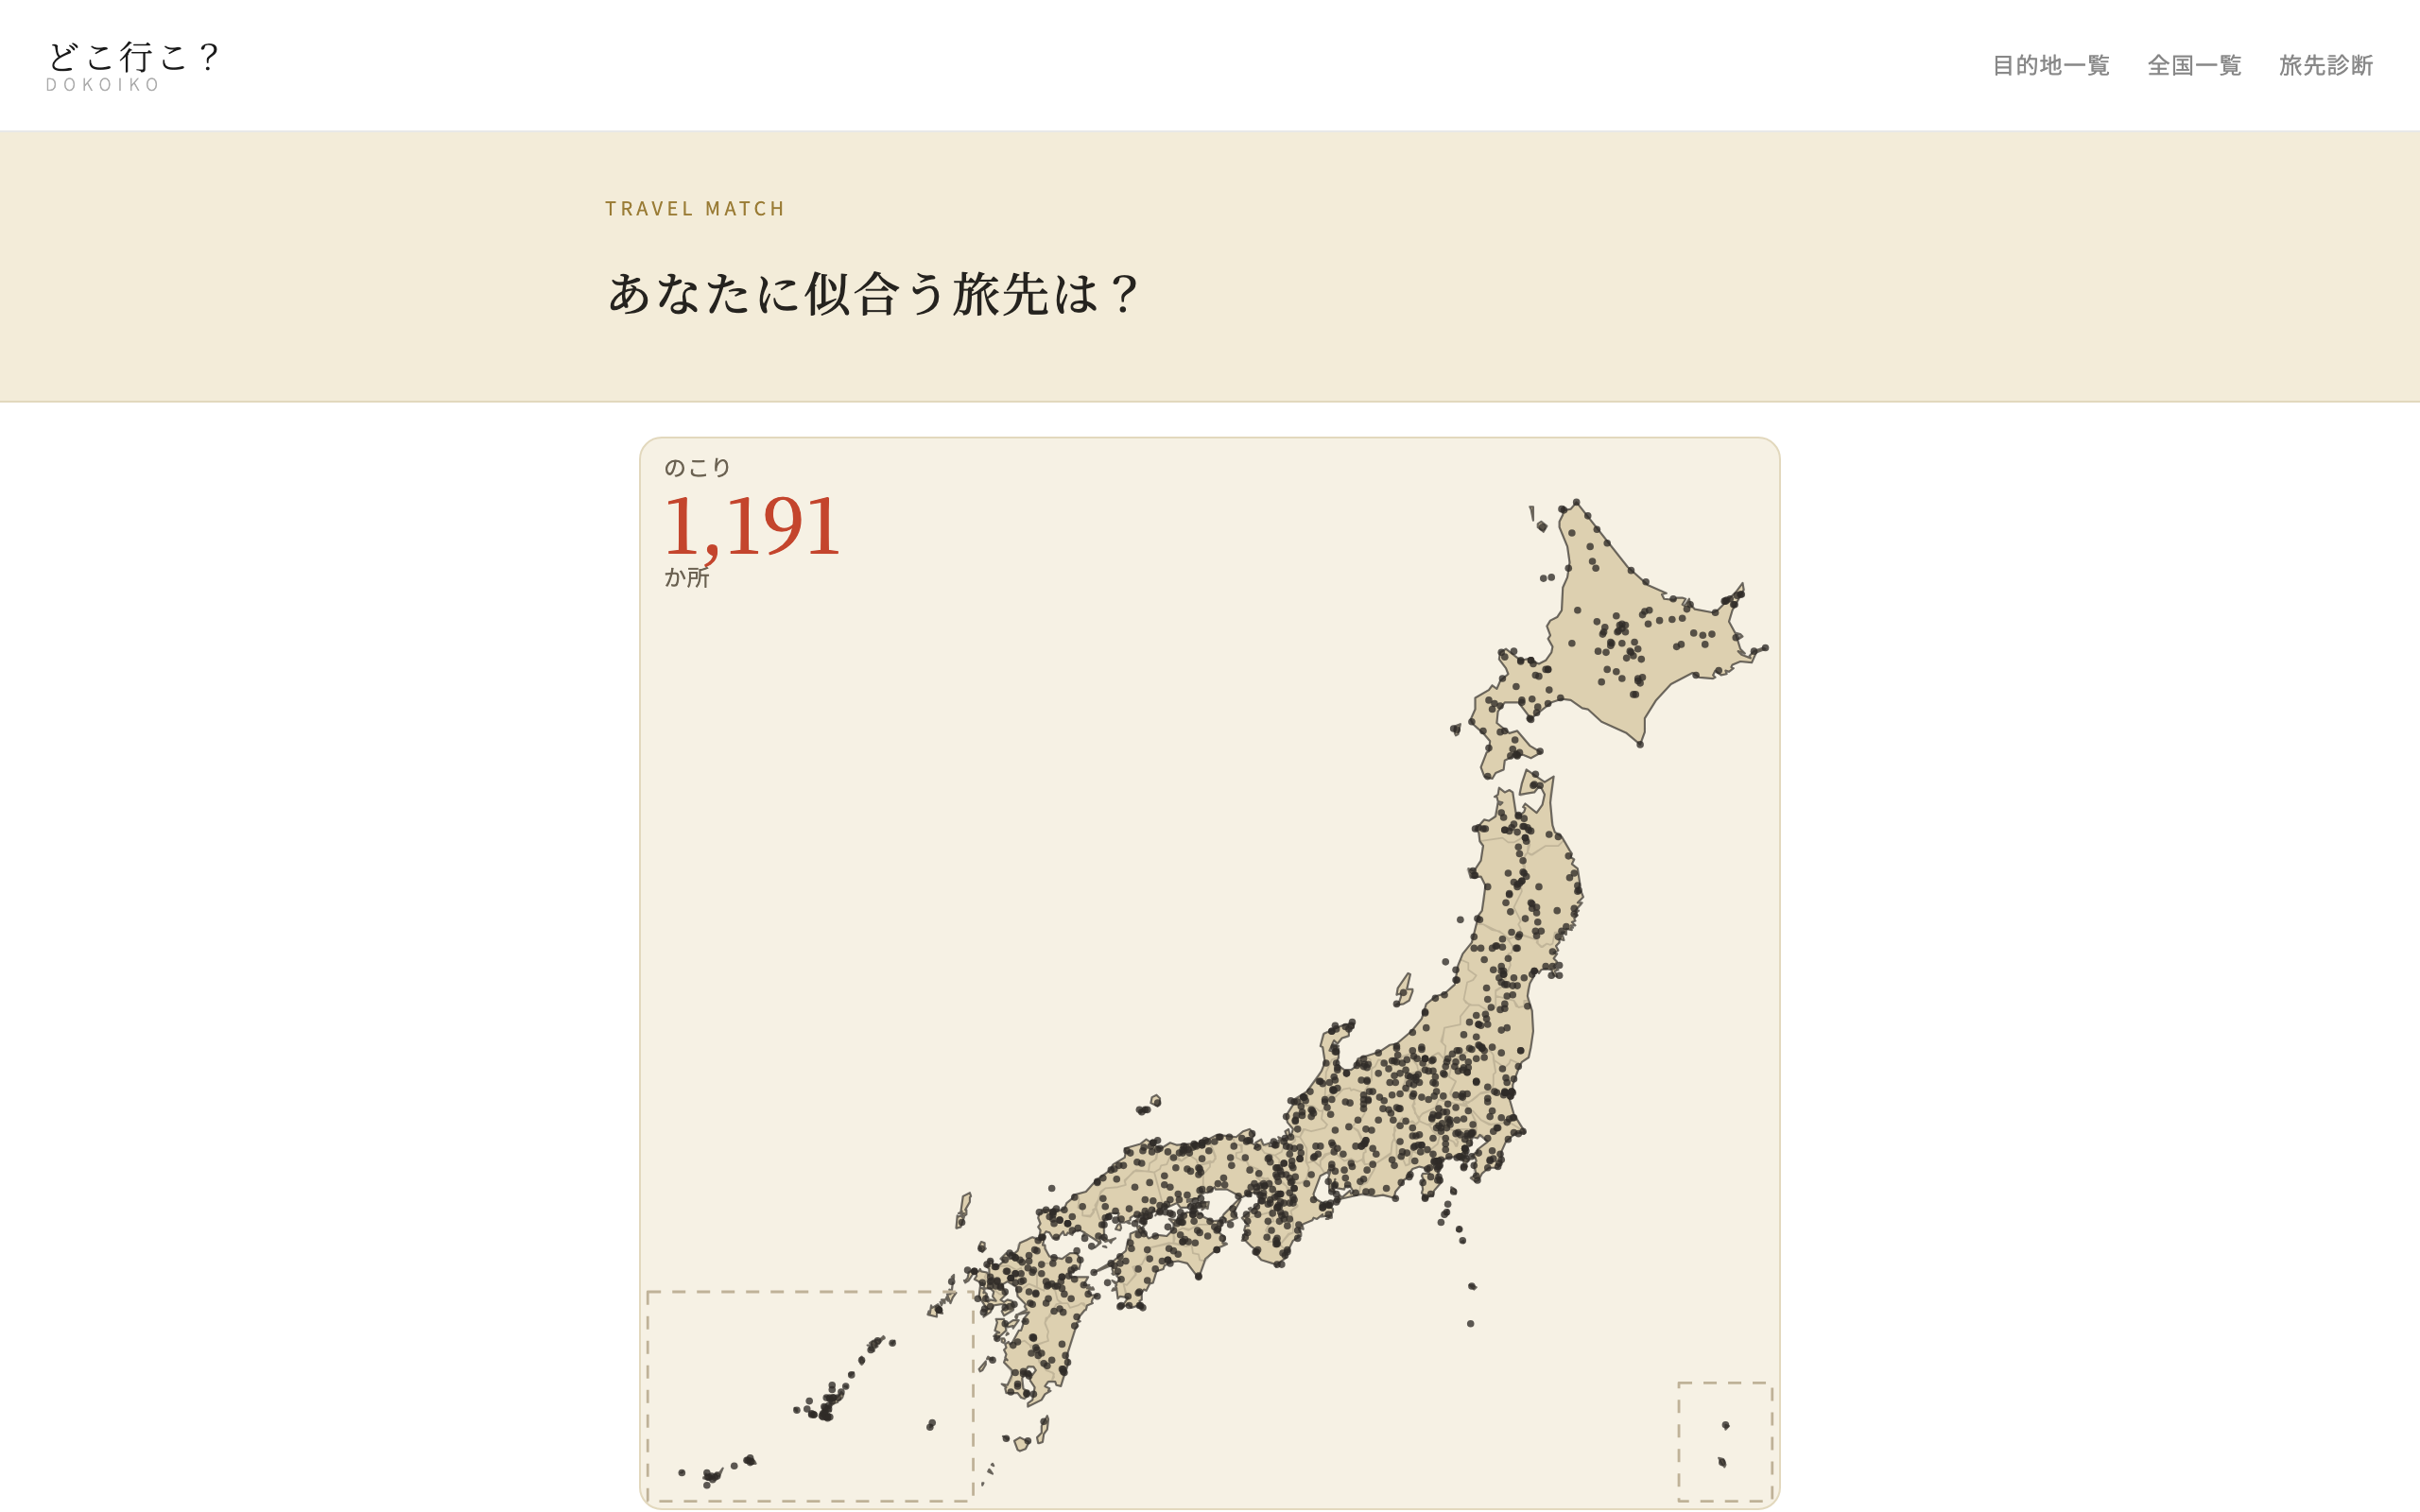 どこ行こ？
DOKOIKO
目的地一覧 全国一覧 旅先診断
TRAVEL MATCH
あなたに似合う旅先は？
のこり
1,191
か所